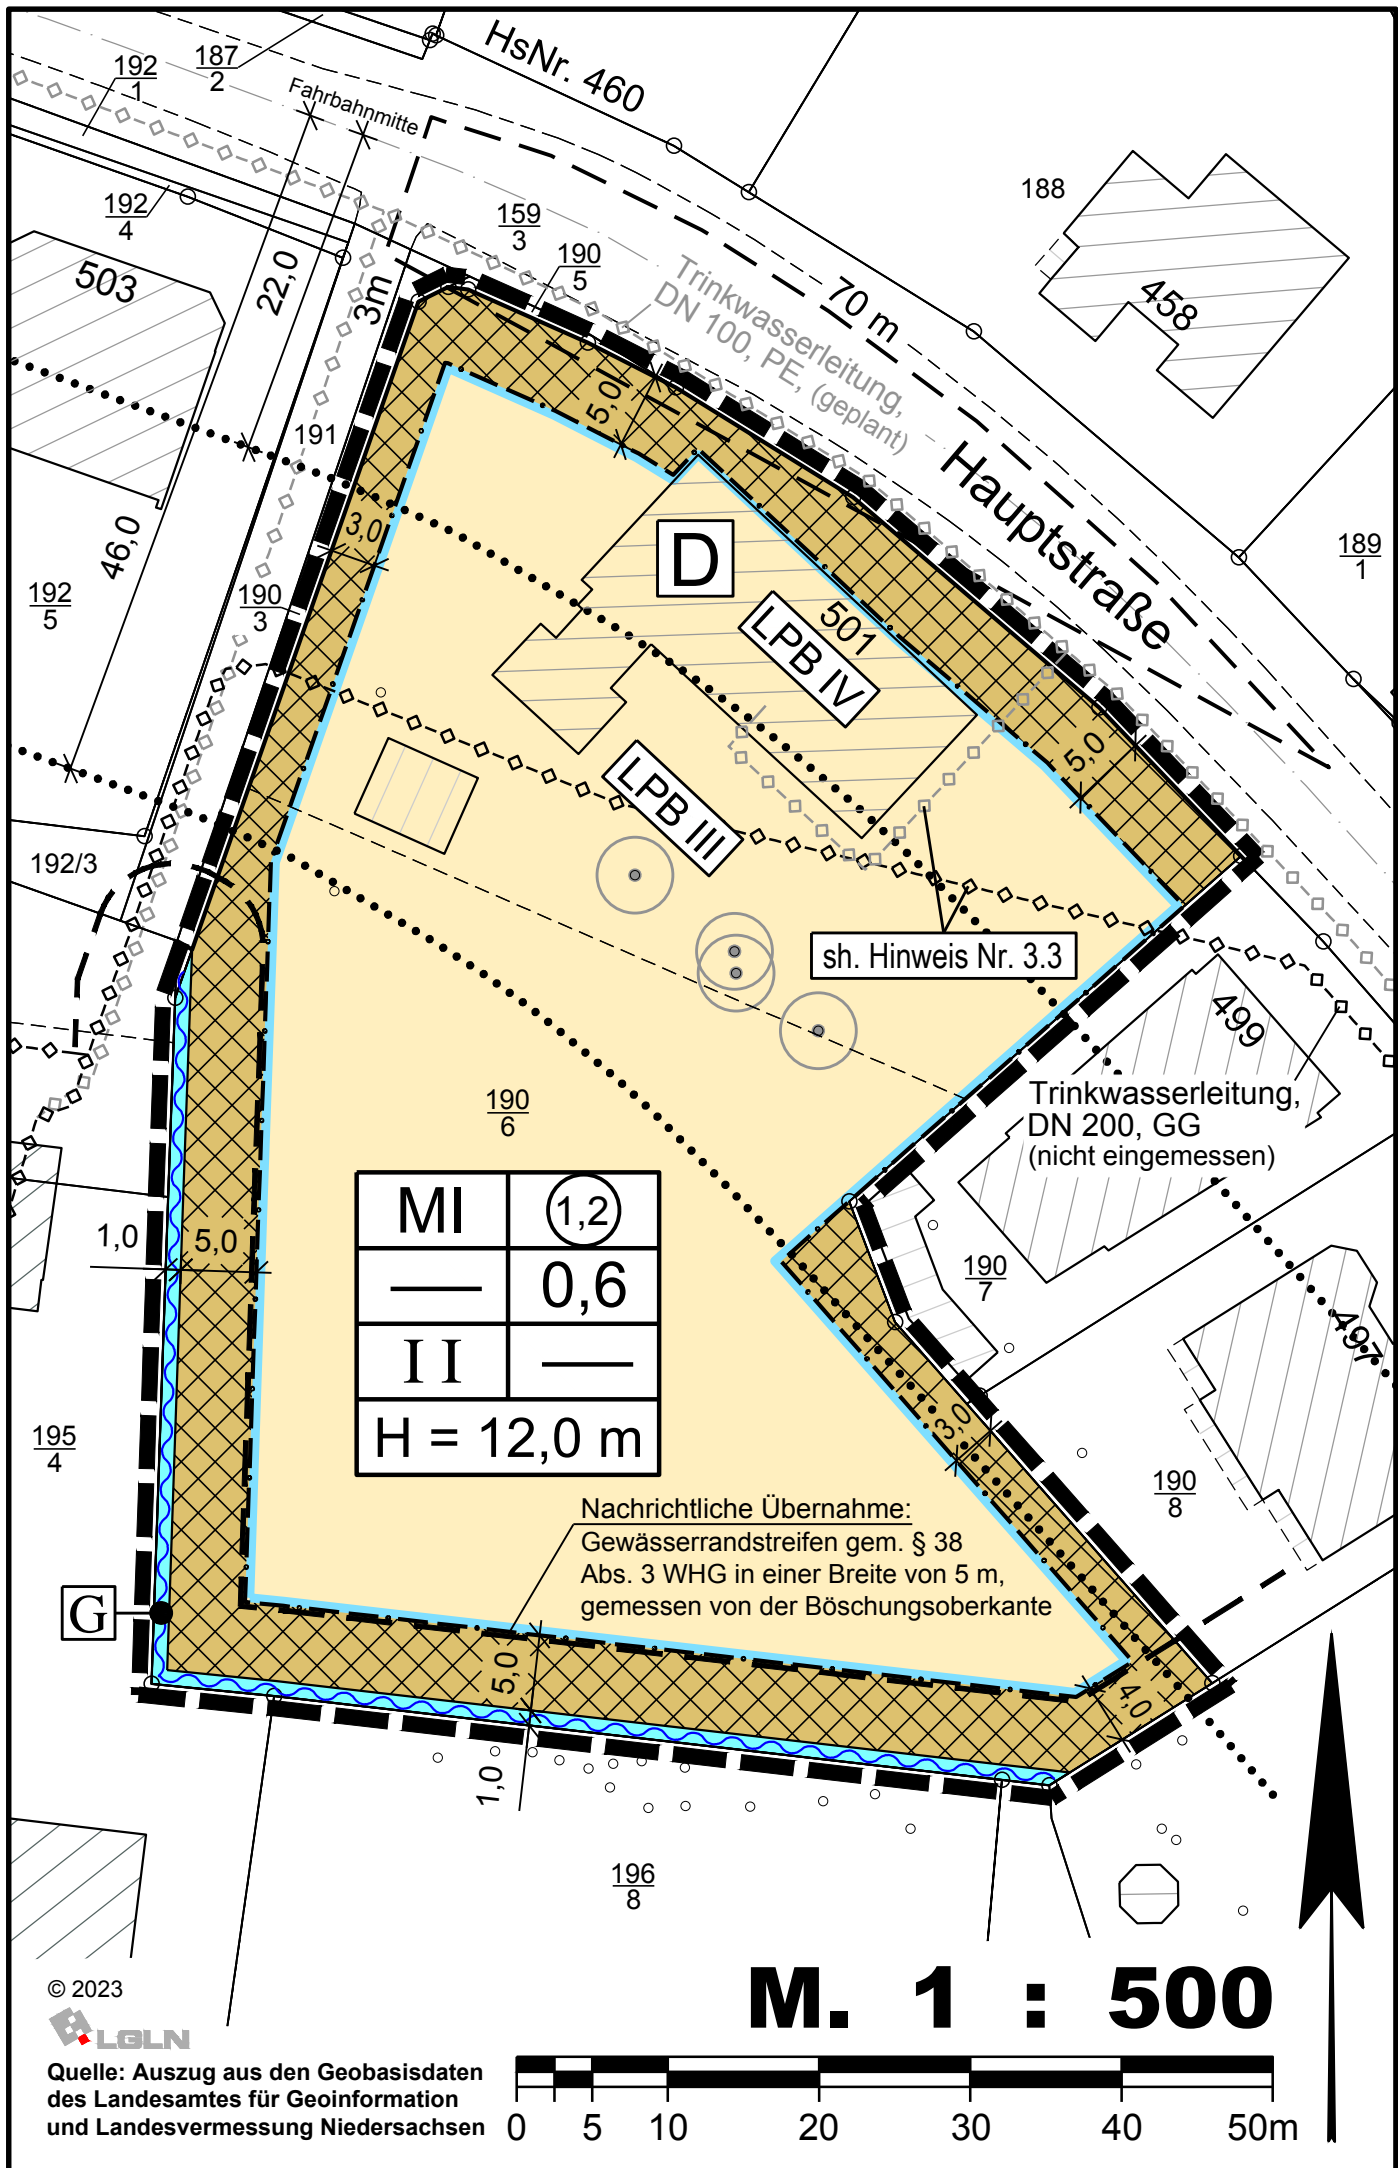 HsNr. 460
187
2
192
1
Fahrbahnmitte
192
4
159
3
190
5
188
503
22,0
3m
Trinkwasserleitung,
DN 100, PE, (geplant)
70 m
458
5,0
191
Hauptstraße
46,0
3,0
D
189
1
192
5
190
3
501
LPB IV
5,0
LPB III
192/3
sh. Hinweis Nr. 3.3
499
Trinkwasserleitung,
DN 200, GG
(nicht eingemessen)
190
6
MI
1,2
0,6
II
H = 12,0 m
1,0
5,0
190
7
497
3,0
195
4
190
8
Nachrichtliche Übernahme:
Gewässerrandstreifen gem. § 38
Abs. 3 WHG in einer Breite von 5 m,
gemessen von der Böschungsoberkante
G
5,0
4,0
1,0
196
8
© 2023
LGLN
M. 1 : 500
Quelle: Auszug aus den Geobasisdaten
des Landesamtes für Geoinformation
und Landesvermessung Niedersachsen
0 5 10 20 30 40 50m